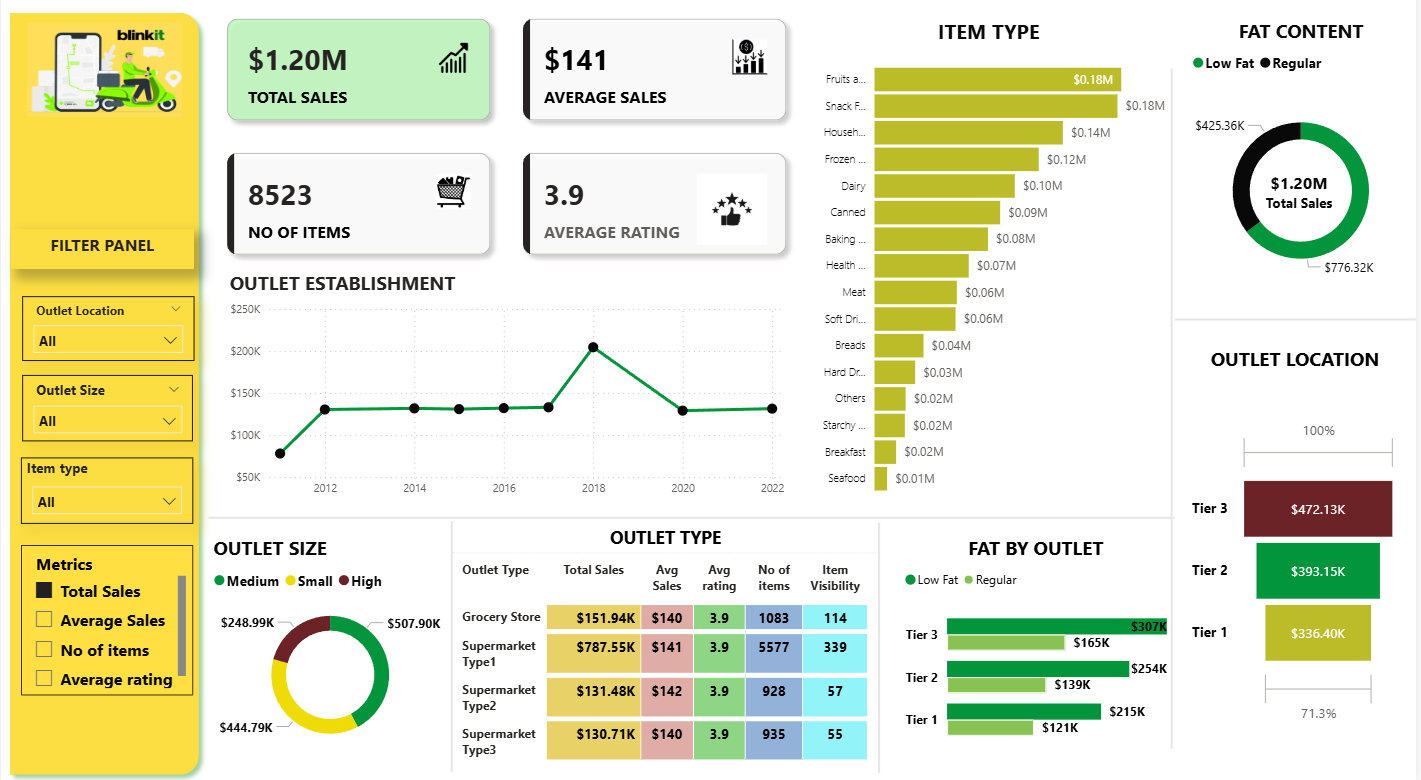 blinkit
FILTER PANEL
Outlet Location
All
Outlet Size
All
Item type
All
Metrics
Total Sales
Average Sales
No of items
Average rating
$1.20M
TOTAL SALES
$141
AVERAGE SALES
8523
NO OF ITEMS
3.9
AVERAGE RATING
OUTLET ESTABLISHMENT
$250K
$200K
$150K
$100K
$50K
2012 2014 2016 2018 2020 2022
ITEM TYPE
Fruits a... $0.18M
Snack F... $0.18M
Househ... $0.14M
Frozen ... $0.12M
Dairy $0.10M
Canned $0.09M
Baking ... $0.08M
Health ... $0.07M
Meat $0.06M
Soft Dri... $0.06M
Breads $0.04M
Hard Dr... $0.03M
Others $0.02M
Starchy ... $0.02M
Breakfast $0.02M
Seafood $0.01M
FAT CONTENT
Low Fat Regular
$425.36K
$1.20M
Total Sales
$776.32K
OUTLET LOCATION
100%
Tier 3 $472.13K
Tier 2 $393.15K
Tier 1 $336.40K
71.3%
OUTLET SIZE
Medium Small High
$248.99K $507.90K
$444.79K
OUTLET TYPE
Outlet Type Total Sales Avg Sales Avg rating No of items Item Visibility
Grocery Store $151.94K $140 3.9 1083 114
Supermarket Type1 $787.55K $141 3.9 5577 339
Supermarket Type2 $131.48K $142 3.9 928 57
Supermarket Type3 $130.71K $140 3.9 935 55
FAT BY OUTLET
Low Fat Regular
Tier 3 $307K
$165K
Tier 2 $254K
$139K
Tier 1 $215K
$121K